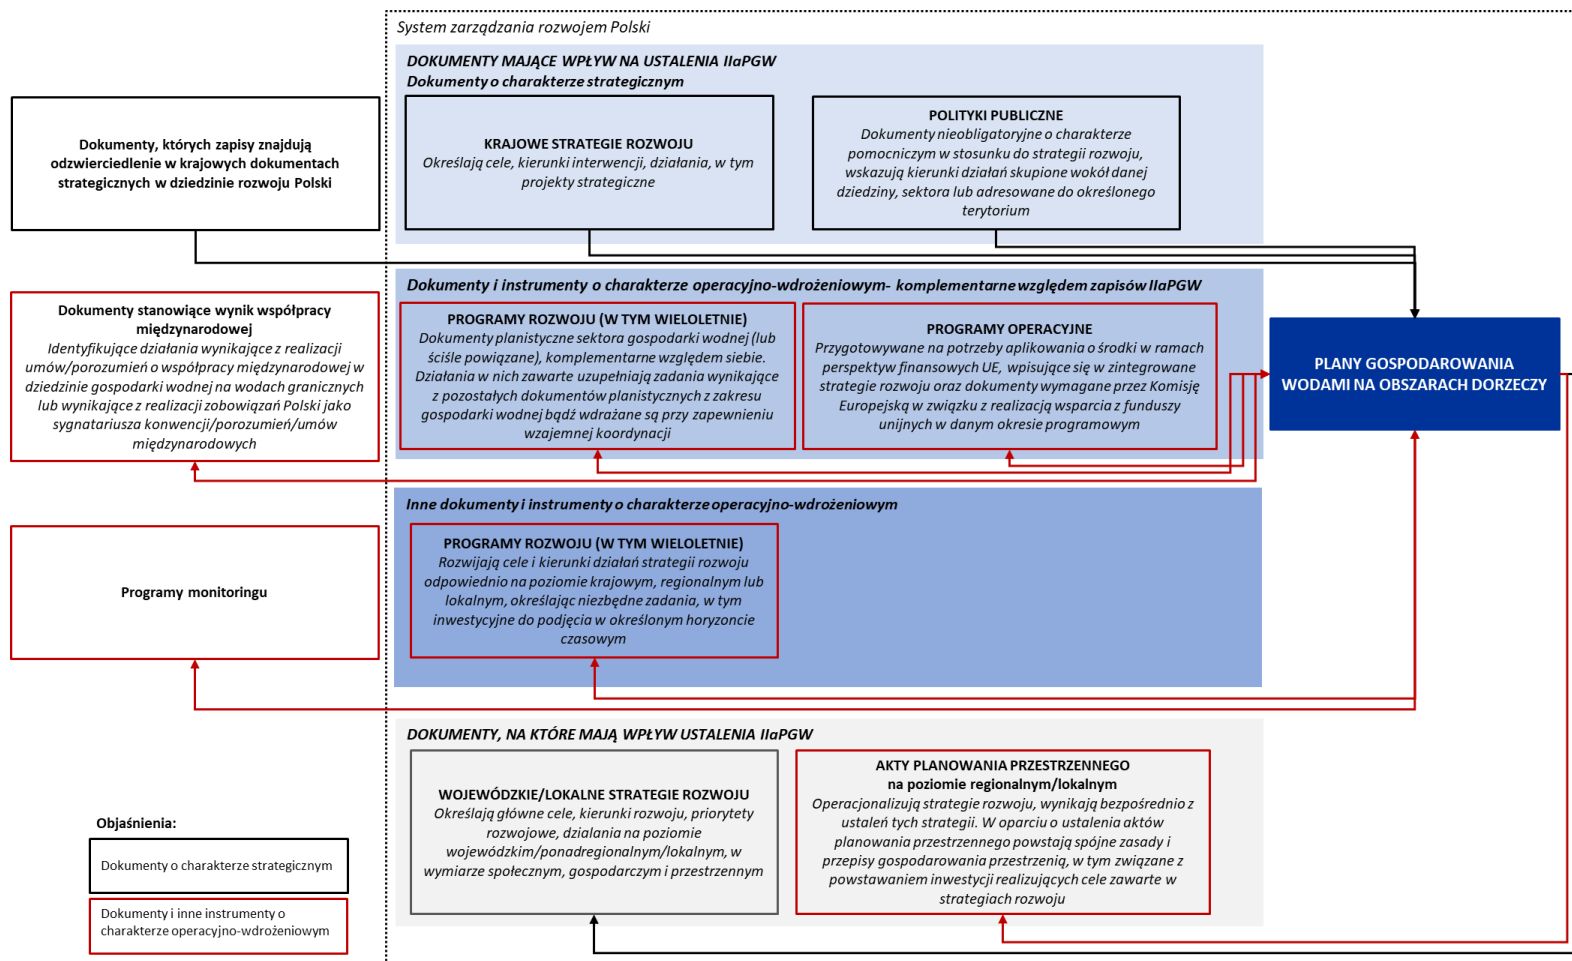 System zarządzania rozwojem Polski
DOKUMENTY MAJĄCE WPŁYW NA USTALENIA IIaPGW
Dokumenty o charakterze strategicznym
Dokumenty, których zapisy znajdują
odzwierciedlenie w krajowych dokumentach
strategicznych w dziedzinie rozwoju Polski
KRAJOWE STRATEGIE ROZWOJU
Określają cele, kierunki interwencji, działania, w tym
projekty strategiczne
POLITYKI PUBLICZNE
Dokumenty nieobligatoryjne o charakterze
pomocniczym w stosunku do strategii rozwoju,
wskazują kierunki działań skupione wokół danej
dziedziny, sektora lub adresowane do określonego
terytorium
Dokumenty i instrumenty o charakterze operacyjno-wdrożeniowym- komplementarne względem zapisów IIaPGW
Dokumenty stanowiące wynik współpracy
międzynarodowej
Identyfikujące działania wynikające z realizacji
umów/porozumień o współpracy międzynarodowej w
dziedzinie gospodarki wodnej na wodach granicznych
lub wynikające z realizacji zobowiązań Polski jako
sygnatariusza konwencji/porozumień/umów
międzynarodowych
PROGRAMY ROZWOJU (W TYM WIELOLETNIE)
Dokumenty planistyczne sektora gospodarki wodnej (lub
ściśle powiązane), komplementarne względem siebie.
Działania w nich zawarte uzupełniają zadania wynikające
z pozostałych dokumentów planistycznych z zakresu
gospodarki wodnej bądź wdrażane są przy zapewnieniu
wzajemnej koordynacji
PROGRAMY OPERACYJNE
Przygotowywane na potrzeby aplikowania o środki w ramach
perspektyw finansowych UE, wpisujące się w zintegrowane
strategie rozwoju oraz dokumenty wymagane przez Komisję
Europejską w związku z realizacją wsparcia z funduszy
unijnych w danym okresie programowym
PLANY GOSPODAROWANIA
WODAMI NA OBSZARACH DORZECZY
Inne dokumenty i instrumenty o charakterze operacyjno-wdrożeniowym
Programy monitoringu
PROGRAMY ROZWOJU (W TYM WIELOLETNIE)
Rozwijają cele i kierunki działań strategii rozwoju
odpowiednio na poziomie krajowym, regionalnym lub
lokalnym, określając niezbędne zadania, w tym
inwestycyjne do podjęcia w określonym horyzoncie
czasowym
DOKUMENTY, NA KTÓRE MAJĄ WPŁYW USTALENIA IIaPGW
WOJEWÓDZKIE/LOKALNE STRATEGIE ROZWOJU
Określają główne cele, kierunki rozwoju, priorytety
rozwojowe, działania na poziomie
wojewódzkim/ponadregionalnym/lokalnym, w
wymiarze społecznym, gospodarczym i przestrzennym
AKTY PLANOWANIA PRZESTRZENNEGO
na poziomie regionalnym/lokalnym
Operacjonalizują strategie rozwoju, wynikają bezpośrednio z
ustaleń tych strategii. W oparciu o ustalenia aktów
planowania przestrzennego powstają spójne zasady i
przepisy gospodarowania przestrzenią, w tym związane z
powstawaniem inwestycji realizujących cele zawarte w
strategiach rozwoju
Objaśnienia:
Dokumenty o charakterze strategicznym
Dokumenty i inne instrumenty o
charakterze operacyjno-wdrożeniowym